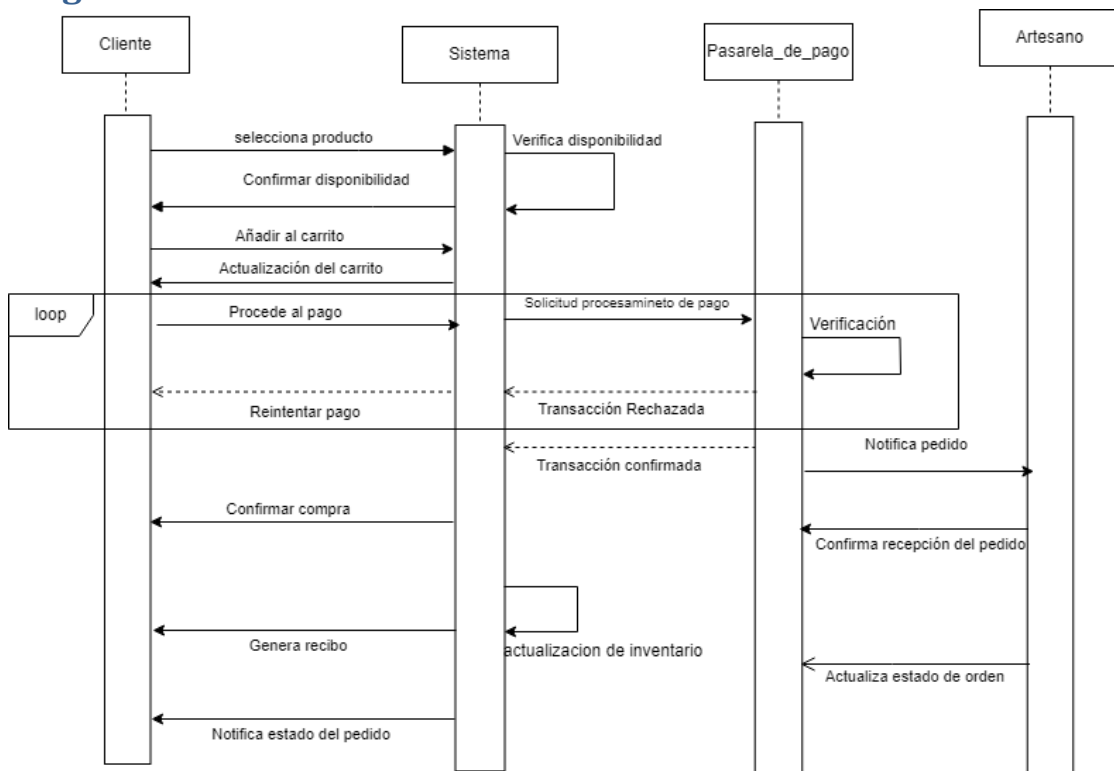 Cliente
Sistema
Pasarela_de_pago
Artesano
selecciona producto
Verifica disponibilidad
Confirmar disponibilidad
Añadir al carrito
Actualización del carrito
loop
Procede al pago
Solicitud procesamineto de pago
Verificación
Reintentar pago
Transacción Rechazada
Notifica pedido
Transacción confirmada
Confirmar compra
Confirma recepción del pedido
Genera recibo
actualizacion de inventario
Actualiza estado de orden
Notifica estado del pedido